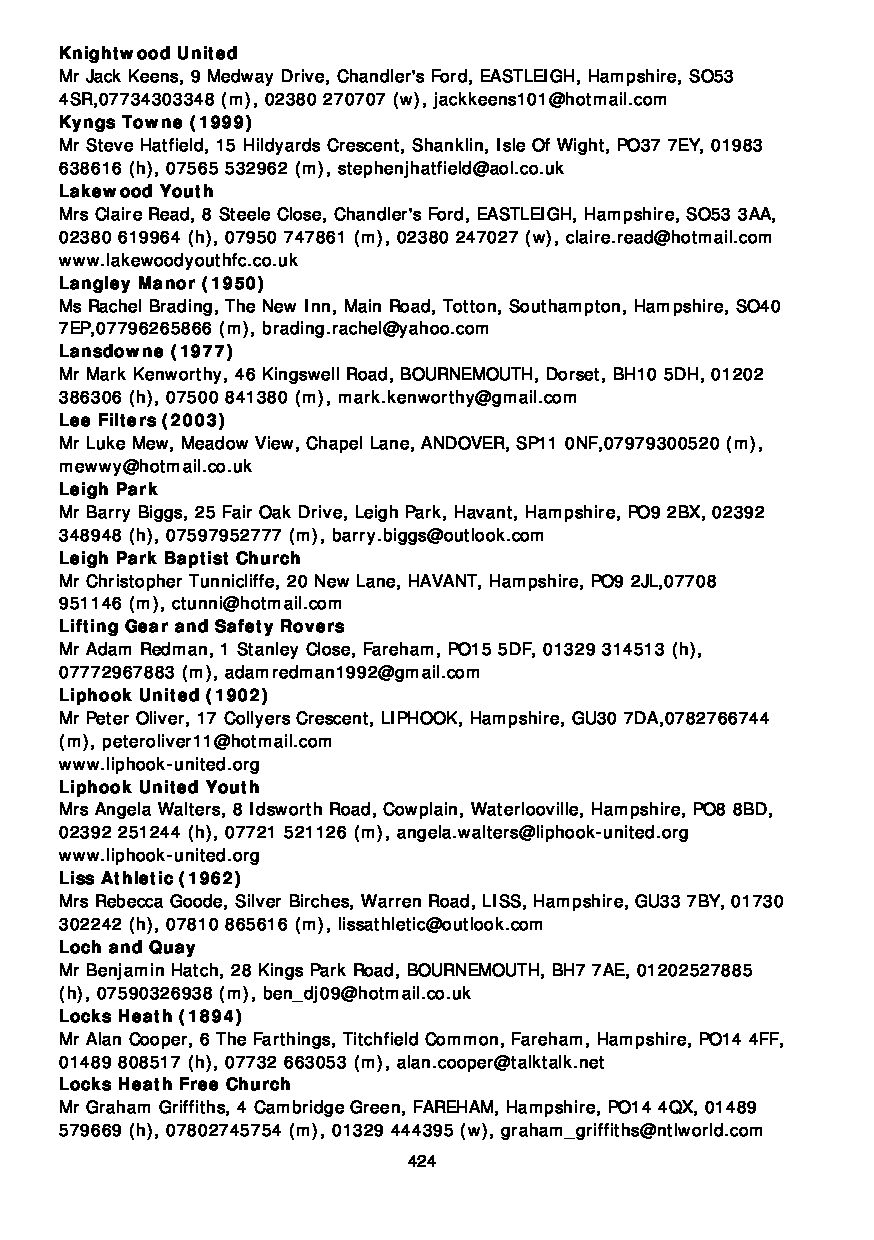 Knightwood United
Mr Jack Keens, 9 Medway Drive, Chandler's Ford, EASTLEIGH, Hampshire, SO53
4SR,07734303348 (m), 02380 270707 (w), jackkeens101@hotmail.com
Kyngs Towne (1999)
Mr Steve Hatfield, 15 Hildyards Crescent, Shanklin, Isle Of Wight, PO37 7EY, 01983
638616 (h), 07565 532962 (m), stephenjhatfield@aol.co.uk
Lakewood Youth
Mrs Claire Read, 8 Steele Close, Chandler's Ford, EASTLEIGH, Hampshire, SO53 3AA,
02380 619964 (h), 07950 747861 (m), 02380 247027 (w), claire.read@hotmail.com
www.lakewoodyouthfc.co.uk
Langley Manor (1950)
Ms Rachel Brading, The New Inn, Main Road, Totton, Southampton, Hampshire, SO40
7EP,07796265866 (m), brading.rachel@yahoo.com
Lansdowne (1977)
Mr Mark Kenworthy, 46 Kingswell Road, BOURNEMOUTH, Dorset, BH10 5DH, 01202
386306 (h), 07500 841380 (m), mark.kenworthy@gmail.com
Lee Filters (2003)
Mr Luke Mew, Meadow View, Chapel Lane, ANDOVER, SP11 0NF,07979300520 (m),
mewwy@hotmail.co.uk
Leigh Park
Mr Barry Biggs, 25 Fair Oak Drive, Leigh Park, Havant, Hampshire, PO9 2BX, 02392
348948 (h), 07597952777 (m), barry.biggs@outlook.com
Leigh Park Baptist Church
Mr Christopher Tunnicliffe, 20 New Lane, HAVANT, Hampshire, PO9 2JL,07708
951146 (m), ctunni@hotmail.com
Lifting Gear and Safety Rovers
Mr Adam Redman, 1 Stanley Close, Fareham, PO15 5DF, 01329 314513 (h),
07772967883 (m), adamredman1992@gmail.com
Liphook United (1902)
Mr Peter Oliver, 17 Collyers Crescent, LIPHOOK, Hampshire, GU30 7DA,0782766744
(m), peteroliver11@hotmail.com
www.liphook-united.org
Liphook United Youth
Mrs Angela Walters, 8 Idsworth Road, Cowplain, Waterlooville, Hampshire, PO8 8BD,
02392 251244 (h), 07721 521126 (m), angela.walters@liphook-united.org
www.liphook-united.org
Liss Athletic (1962)
Mrs Rebecca Goode, Silver Birches, Warren Road, LISS, Hampshire, GU33 7BY, 01730
302242 (h), 07810 865616 (m), lissathletic@outlook.com
Loch and Quay
Mr Benjamin Hatch, 28 Kings Park Road, BOURNEMOUTH, BH7 7AE, 01202527885
(h), 07590326938 (m), ben_dj09@hotmail.co.uk
Locks Heath (1894)
Mr Alan Cooper, 6 The Farthings, Titchfield Common, Fareham, Hampshire, PO14 4FF,
01489 808517 (h), 07732 663053 (m), alan.cooper@talktalk.net
Locks Heath Free Church
Mr Graham Griffiths, 4 Cambridge Green, FAREHAM, Hampshire, PO14 4QX, 01489
579669 (h), 07802745754 (m), 01329 444395 (w), graham_griffiths@ntlworld.com
424